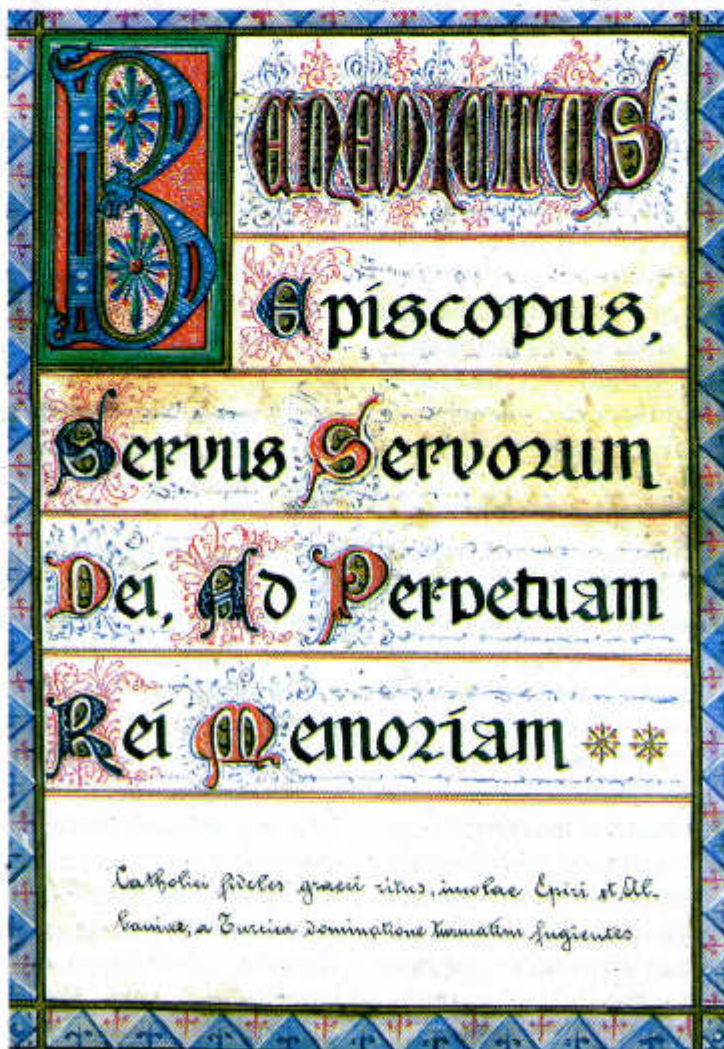 Benedictus
Episcopus,
Servus Servorum
Dei, Ad Perpetuam
Rei Memoriam
Catholici fideles graeci ritus, incolae Epiri et Al-
baniae, a Turcica dominatione turmatim fugientes